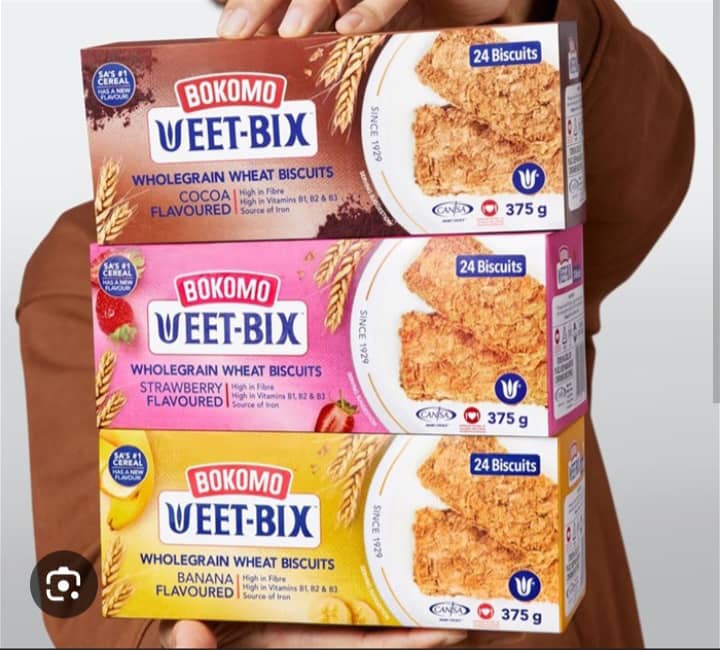 SA'S #1
CEREAL
HAS A NEW
FLAVOUR!
BOKOMO
WEET-BIX
WHOLEGRAIN WHEAT BISCUITS
COCOA
FLAVOURED
High in Fibre
High in Vitamins B1, B2 & B3
Source of Iron
SINCE 1929
24 Biscuits
CANSA
375 g
SA'S #1
CEREAL
HAS A NEW
FLAVOUR!
BOKOMO
WEET-BIX
WHOLEGRAIN WHEAT BISCUITS
STRAWBERRY
FLAVOURED
High in Fibre
High in Vitamins B1, B2 & B3
Source of Iron
SINCE 1929
24 Biscuits
CANSA
375 g
SA'S #1
CEREAL
HAS A NEW
FLAVOUR!
BOKOMO
WEET-BIX
WHOLEGRAIN WHEAT BISCUITS
BANANA
FLAVOURED
High in Fibre
High in Vitamins B1, B2 & B3
Source of Iron
SINCE 1929
24 Biscuits
CANSA
375 g